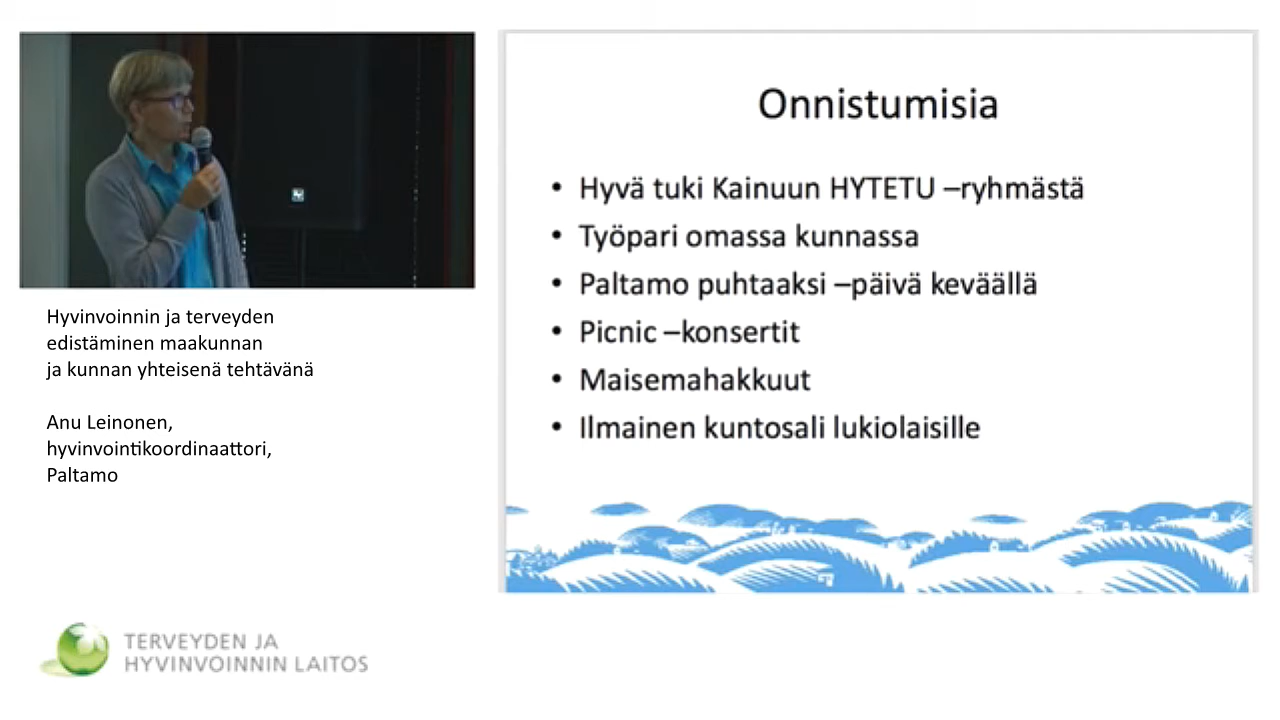 Onnistumisia
• Hyvä tuki Kainuun HYTETU –ryhmästä
• Työpari omassa kunnassa
• Paltamo puhtaaksi –päivä keväällä
• Picnic –konsertit
• Maisemahakkuut
• Ilmainen kuntosali lukiolaisille
Hyvinvoinnin ja terveyden
edistäminen maakunnan
ja kunnan yhteisenä tehtävänä
Anu Leinonen,
hyvinvointikoordinaattori,
Paltamo
TERVEYDEN JA
HYVINVOINNIN LAITOS